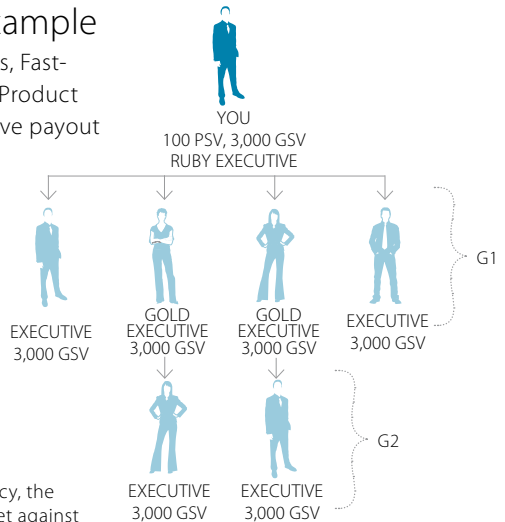 ample
s, Fast-
Product
ve payout
YOU
100 PSV, 3,000 GSV
RUBY EXECUTIVE
G1
EXECUTIVE
3,000 GSV
GOLD
EXECUTIVE
3,000 GSV
GOLD
EXECUTIVE
3,000 GSV
EXECUTIVE
3,000 GSV
G2
EXECUTIVE
3,000 GSV
EXECUTIVE
3,000 GSV
cy, the
et against